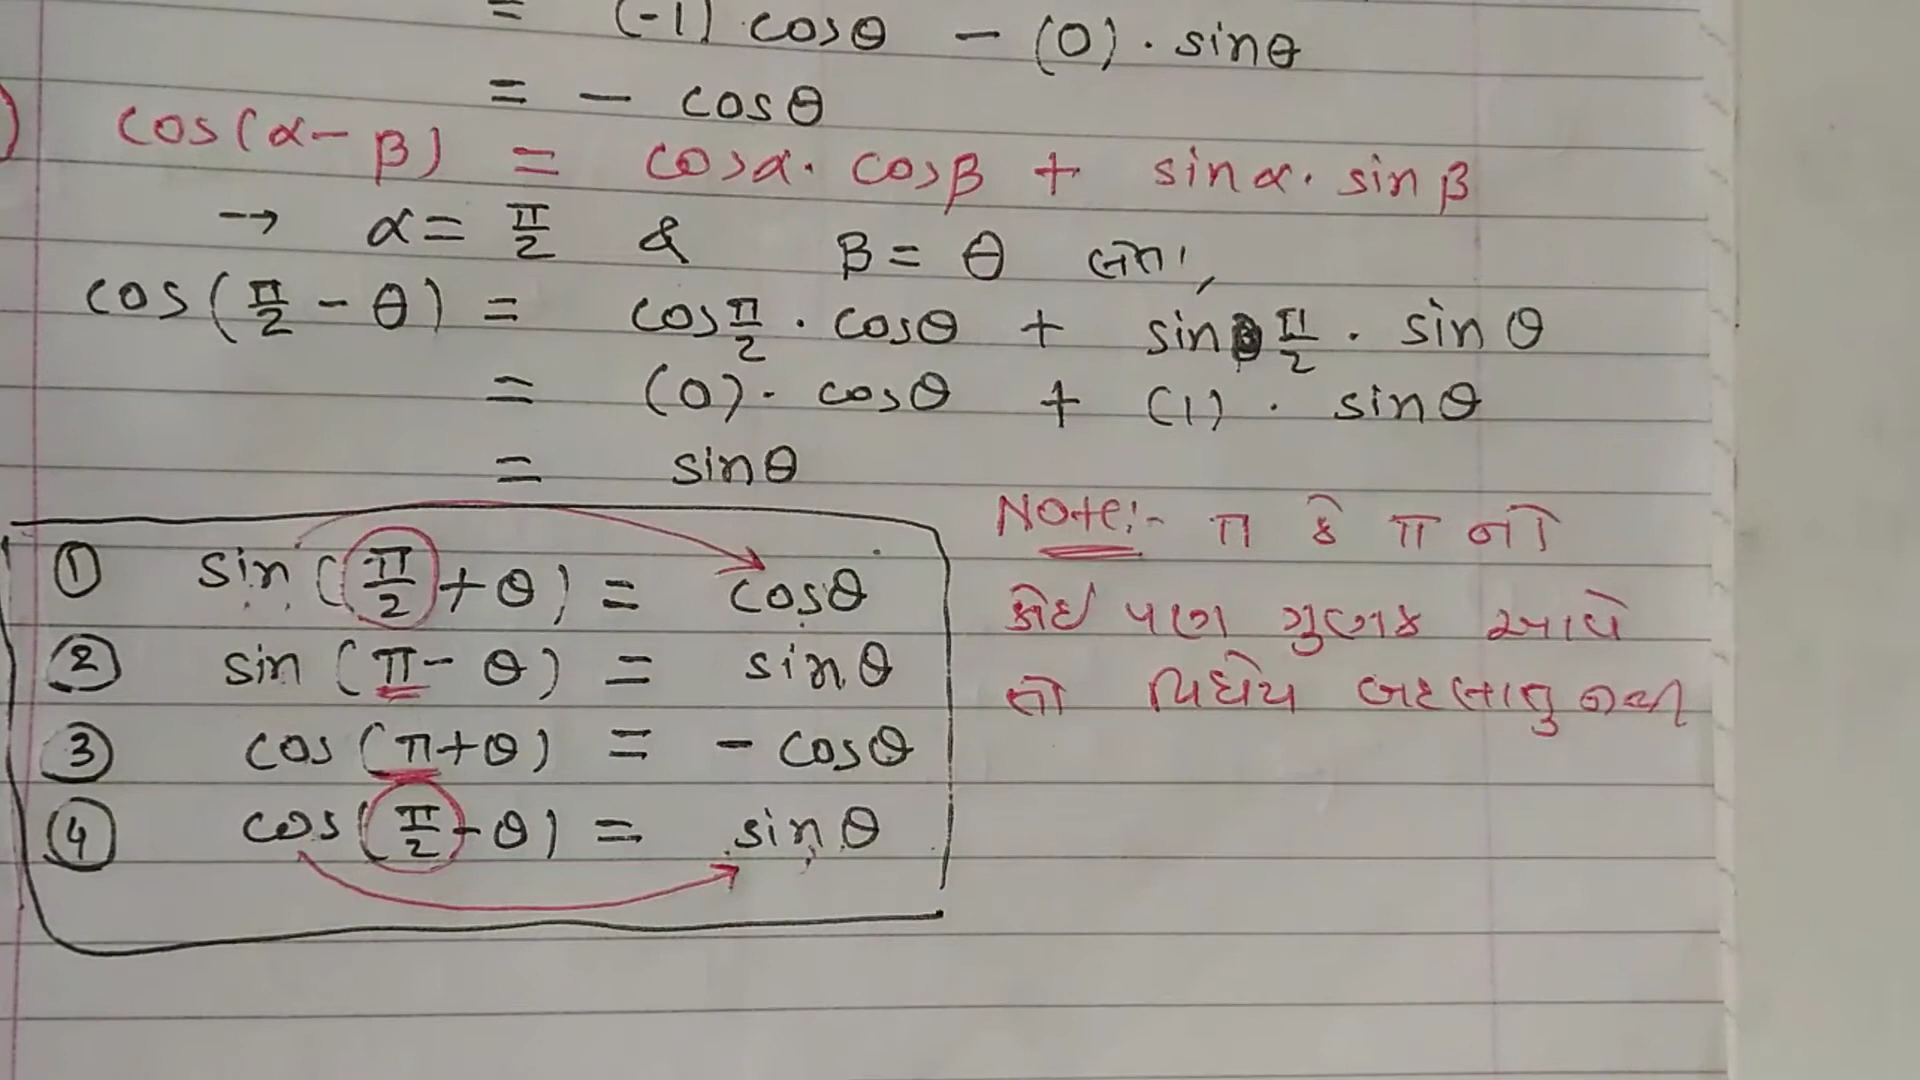 = (-1) cosθ - (0) · sinθ
= - cosθ
) cos(α-β) = cosα · cosβ + sinα · sinβ
→ α = π/2 & β = θ લેતા,
cos(π/2 - θ) = cos π/2 · cosθ + sin π/2 · sinθ
= (0) · cosθ + (1) · sinθ
= sinθ
① sin(π/2 + θ) = cosθ
② sin(π - θ) = sinθ
③ cos(π+θ) = - cosθ
④ cos(π/2 - θ) = sinθ
Note:- π કે π નો
કોઈ પણ ગુણક આવે
તો વિધેય બદલાતુ નથી